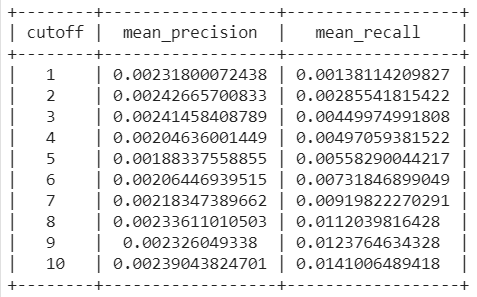 +--------+------------------+------------------+
| cutoff |  mean_precision  |   mean_recall    |
+--------+------------------+------------------+
|   1    | 0.00231800072438 | 0.00138114209827 |
|   2    | 0.00242665700833 | 0.00285541815422 |
|   3    | 0.00241458408789 | 0.00449974991808 |
|   4    | 0.00204636001449 | 0.00497059381522 |
|   5    | 0.00188337558855 | 0.00558290044217 |
|   6    | 0.00206446939515 | 0.00731846899049 |
|   7    | 0.00218347389662 | 0.00919822270291 |
|   8    | 0.00233611010503 | 0.0112039816428  |
|   9    |  0.002326049338  | 0.0123764634328  |
|   10   | 0.00239043824701 | 0.0141006489418  |
+--------+------------------+------------------+